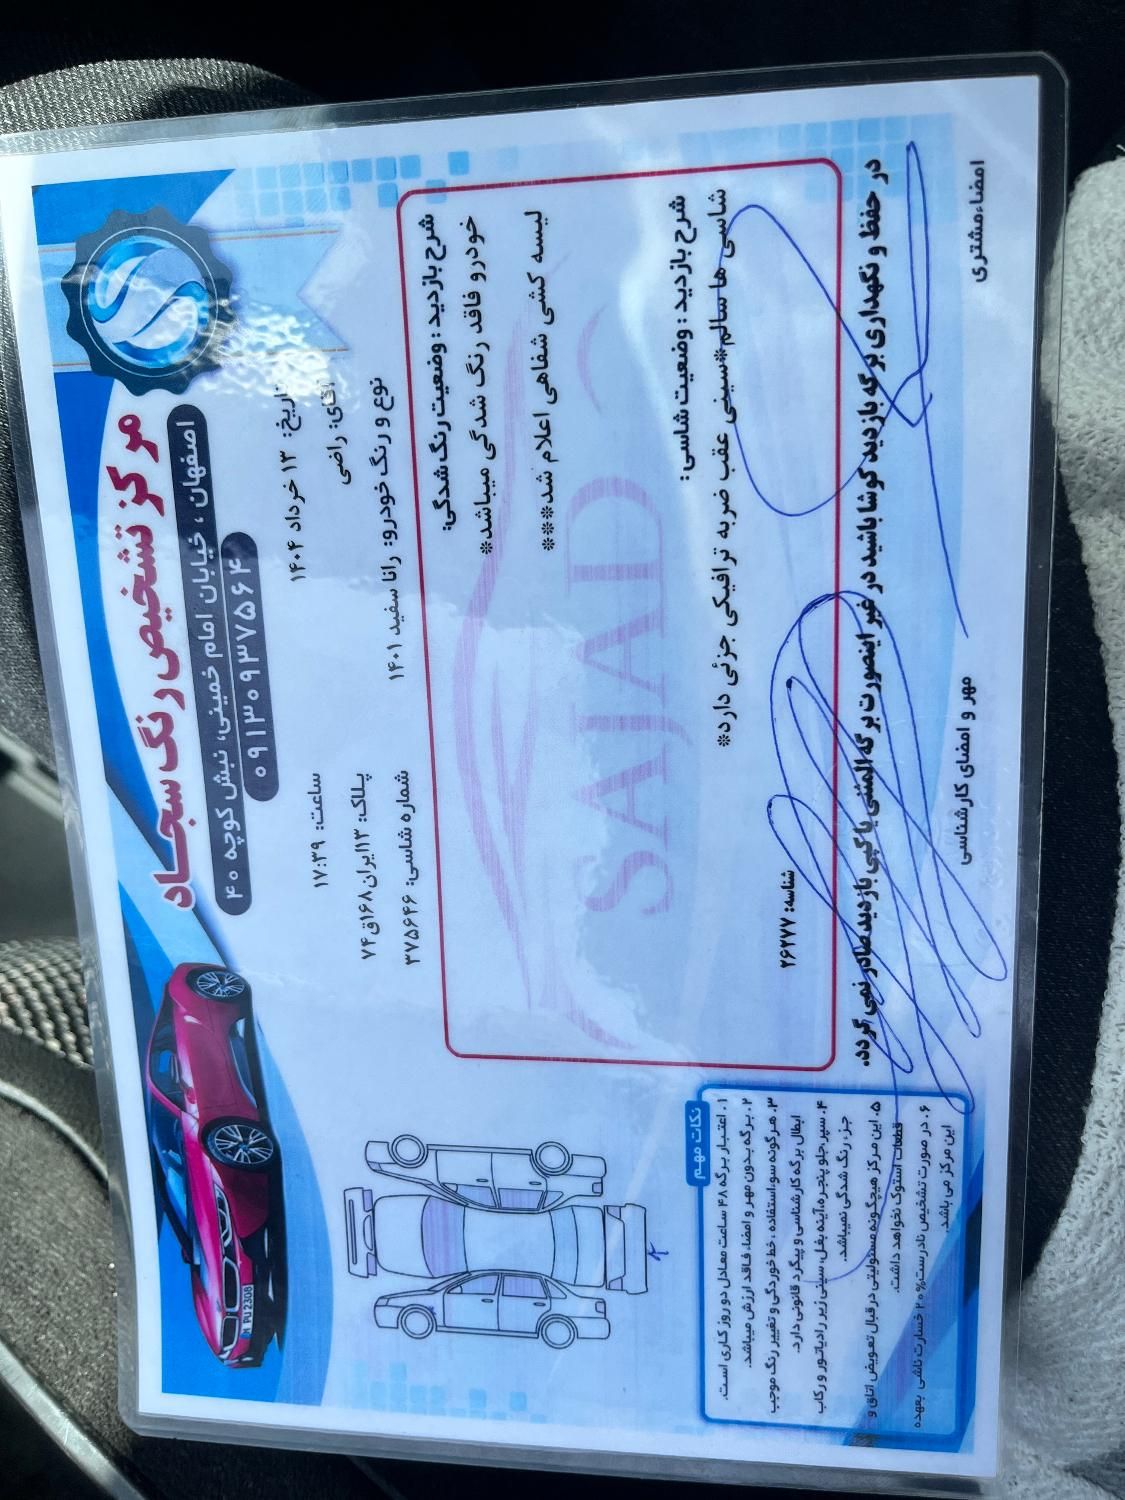 مرکز تشخیص رنگ سجاد
اصفهان ، خیابان امام خمینی، نبش کوچه ۴۰
۰۹۱۳۰۹۳۷۵۶۴
تاریخ: ۱۳ خرداد ۱۴۰۴
ساعت: ۱۷:۳۹
آقای: راضی
پلاک: ۱۳ایران۱۶۸ق۷۴
نوع و رنگ خودرو: رانا سفید ۱۴۰۱
شماره شاسی: ۳۷۵۶۴۶
شرح بازدید : وضعیت رنگ شدگی:
خودرو فاقد رنگ شدگی میباشد*
لیسه کشی شفاهی اعلام شد***
SAJAD
شرح بازدید : وضعیت شاسی:
شاسی ها سالم*سینی عقب ضربه ترافیکی جزئی دارد*
شناسه: ۲۶۲۷۷
در حفظ و نگهداری برگه بازدید کوشا باشید در غیر اینصورت برگه المثنی یا کپی بازدید صادر نمی گردد.
امضاء مشتری
مهر و امضای کارشناسی
PU 2308
نکات مهم
۱. اعتبار برگه ۴۸ ساعت معادل دو روز کاری است.
۲. برگه بدون مهر و امضاء فاقد ارزش میباشد.
۳. هرگونه سوءاستفاده، خط خوردگی و تغییر رنگ موجب
ابطال برگه کارشناسی و پیگرد قانونی دارد.
۴. سپر جلو پنجره آینه بغل، سینی زیر رادیاتور و رکاب
جزء رنگ شدگی نمیباشد.
۵. این مرکز هیچگونه مسئولیتی در قبال تعویض اتاق و
قطعات استوک نخواهد داشت.
۶. در صورت تشخیص نادرست ۲۰% خسارت ناشی بعهده
این مرکز می باشد.